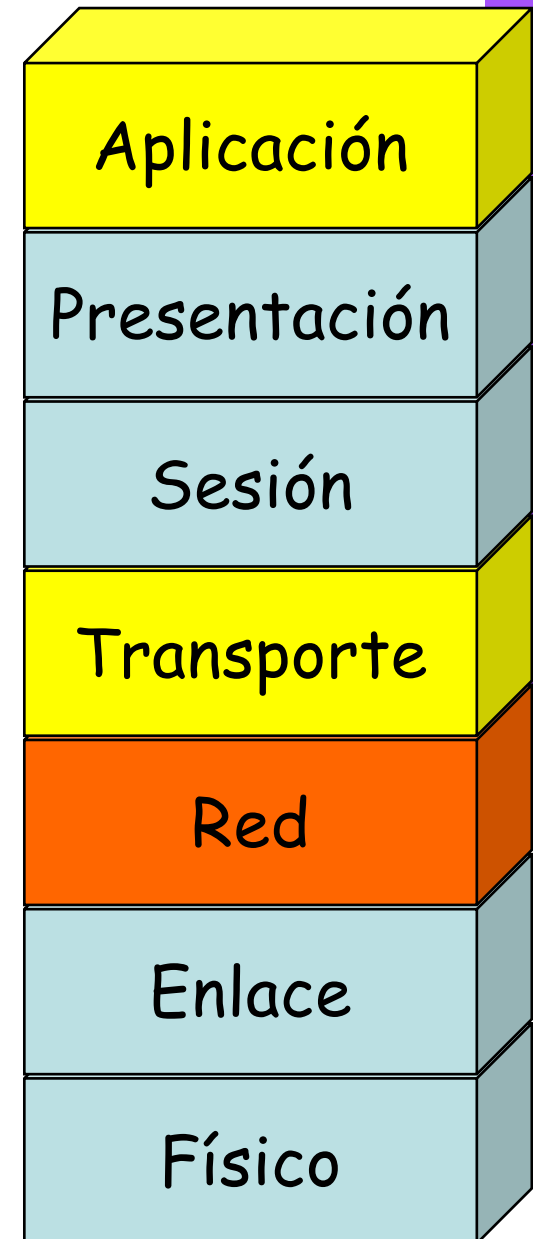 Aplicación
Presentación
Sesión
Transporte
Red
Enlace
Físico